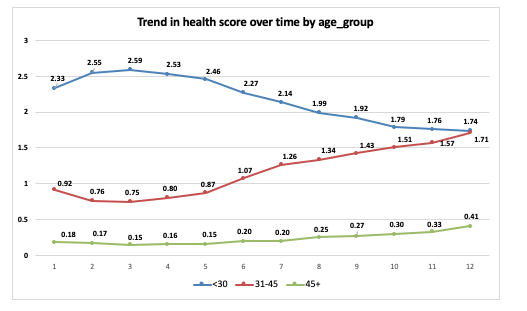 Trend in health score over time by age_group
3
2.5
2
1.5
1
0.5
0
2.33 2.55 2.59 2.53 2.46 2.27 2.14 1.99 1.92 1.79 1.76 1.74
0.92 0.76 0.75 0.80 0.87 1.07 1.26 1.34 1.43 1.51 1.57 1.71
0.18 0.17 0.15 0.16 0.15 0.20 0.20 0.25 0.27 0.30 0.33 0.41
1 2 3 4 5 6 7 8 9 10 11 12
<30 31-45 45+